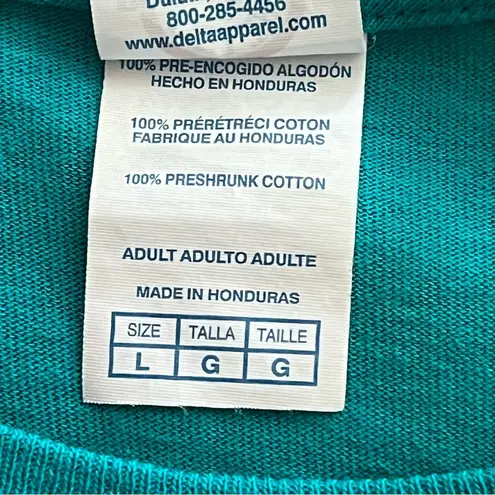 800-285-4456
www.deltaapparel.com
100% PRE-ENCOGIDO ALGODÓN
HECHO EN HONDURAS
100% PRÉRÉTRÉCI COTON
FABRIQUE AU HONDURAS
100% PRESHRUNK COTTON
ADULT ADULTO ADULTE
MADE IN HONDURAS
SIZE TALLA TAILLE
L G G